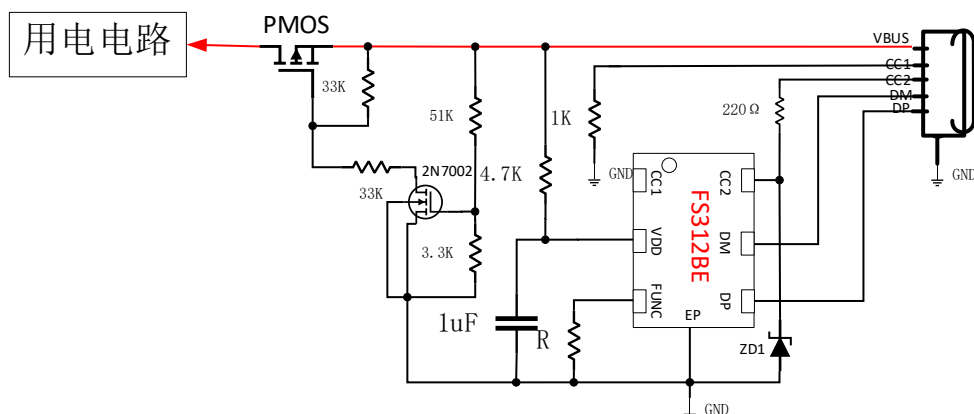 PMOS
用电电路
VBUS
CC1
CC2
DM
DP
33K
51K
1K
220Ω
GND
GND
33K
2N7002
4.7K
3.3K
CC1
CC2
VDD
DM
FUNC
DP
FS312BE
EP
1uF
R
ZD1
GND